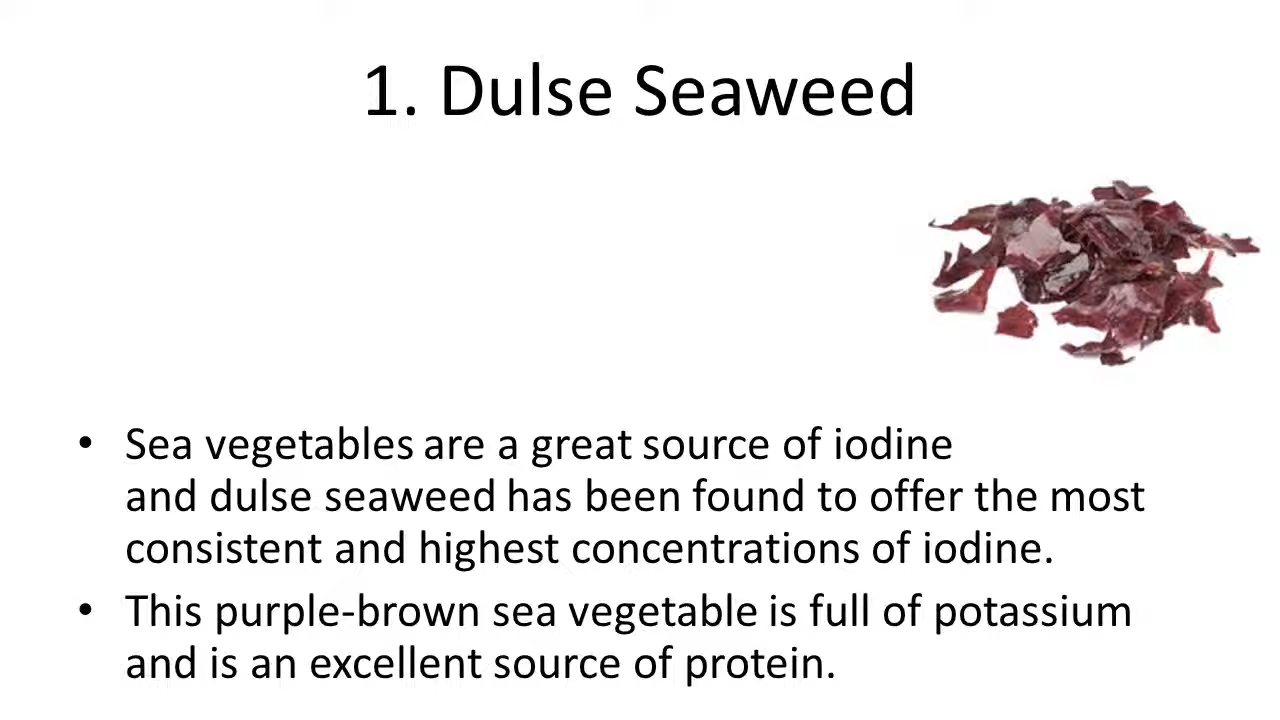 1. Dulse Seaweed
• Sea vegetables are a great source of iodine
and dulse seaweed has been found to offer the most
consistent and highest concentrations of iodine.
• This purple-brown sea vegetable is full of potassium
and is an excellent source of protein.